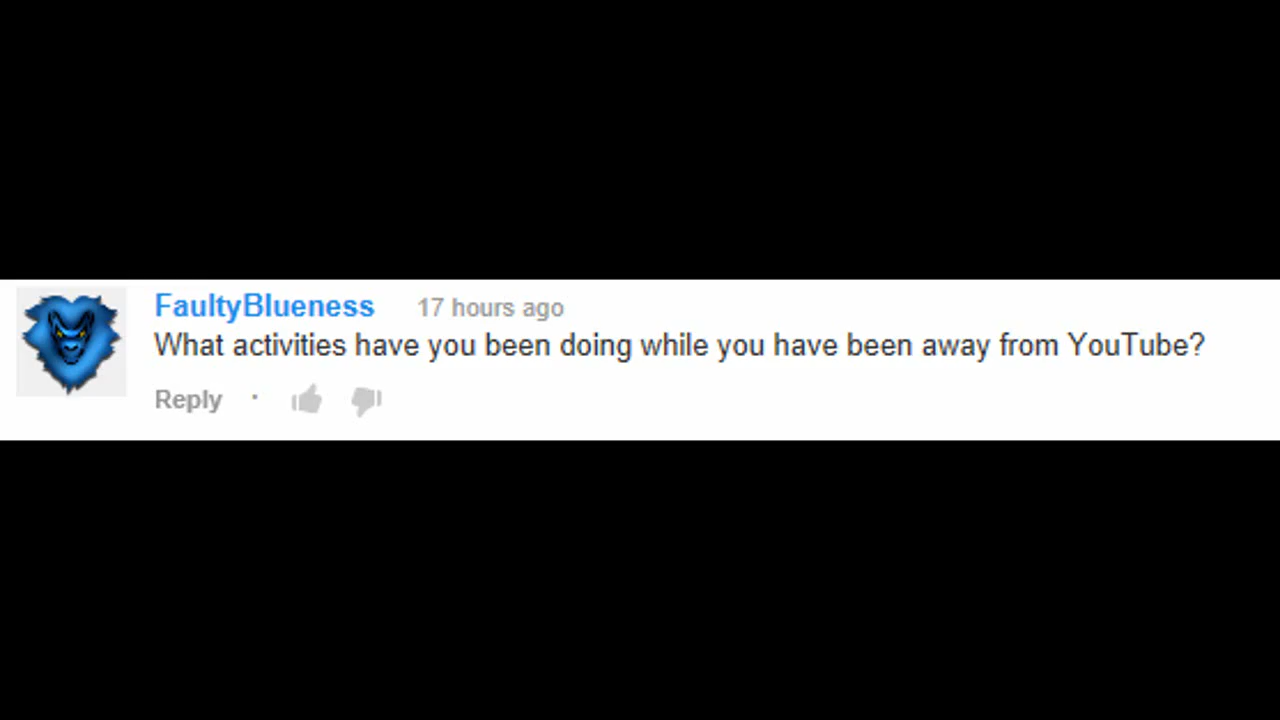 FaultyBlueness 17 hours ago
What activities have you been doing while you have been away from YouTube?
Reply ·